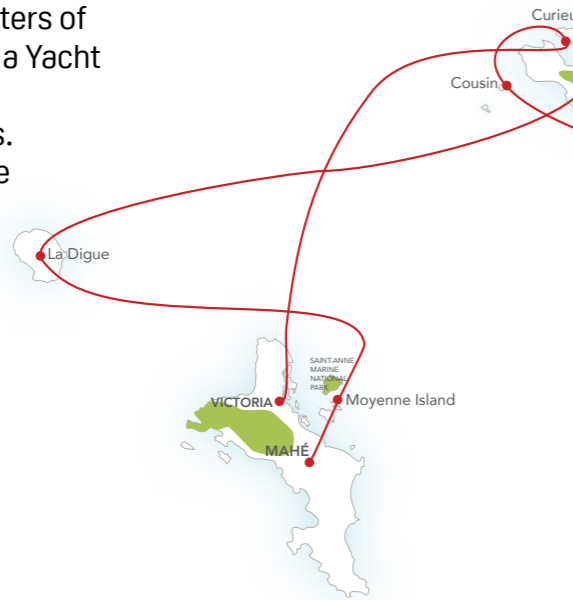 ters of
a Yacht
s.
e
Curieu
Cousin
La Digue
SAINT-ANNE
MARINE
NATIONAL
PARK
VICTORIA
Moyenne Island
MAHÉ